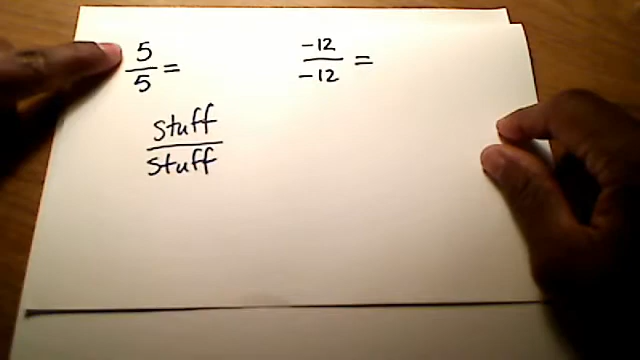 5/5 =
-12/-12 =
stuff/stuff